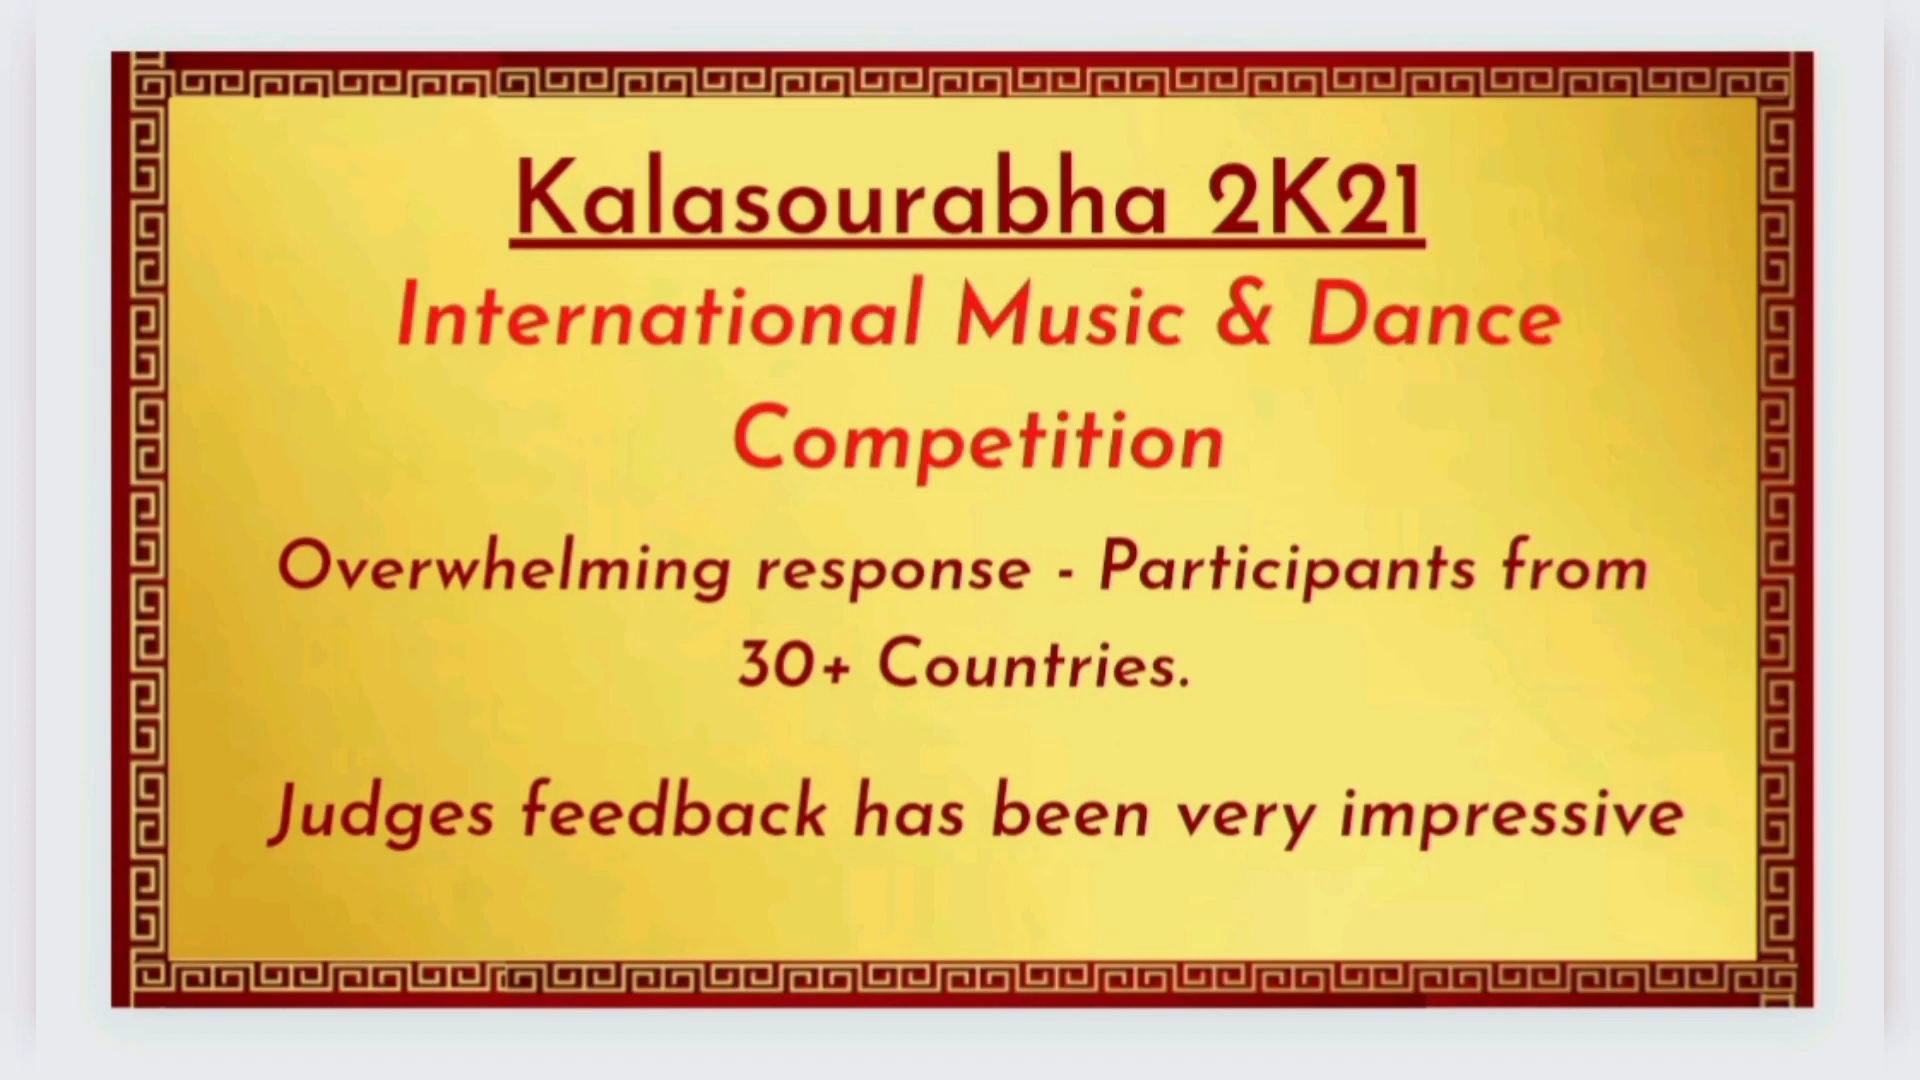 Kalasourabha 2K21
International Music & Dance
Competition
Overwhelming response - Participants from
30+ Countries.
Judges feedback has been very impressive